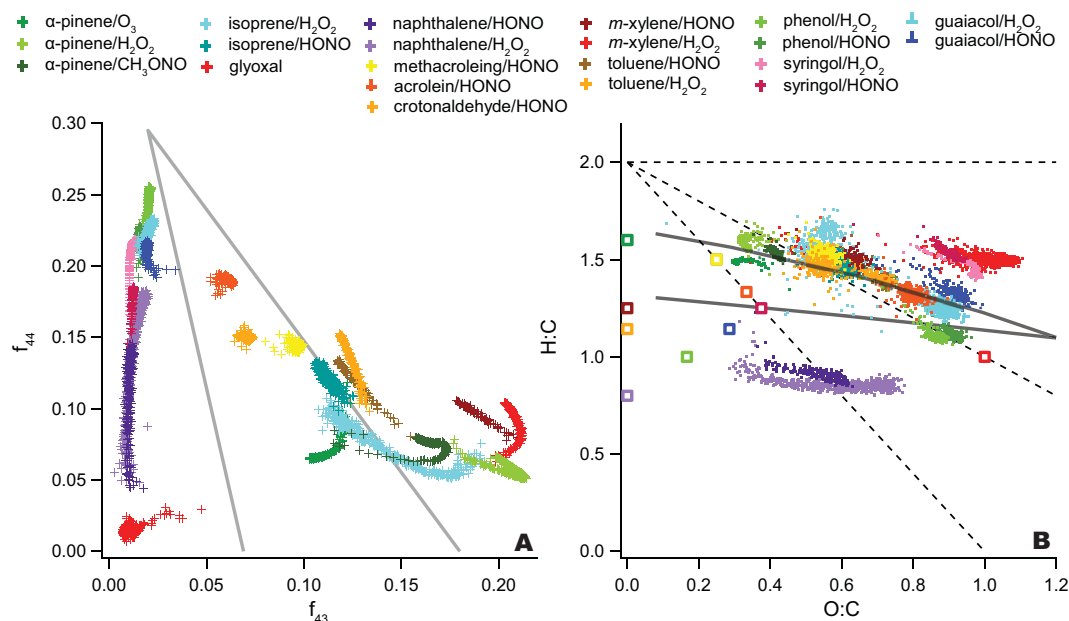 α-pinene/O₃
α-pinene/H₂O₂
α-pinene/CH₃ONO
isoprene/H₂O₂
isoprene/HONO
glyoxal
naphthalene/HONO
naphthalene/H₂O₂
methacroleing/HONO
acrolein/HONO
crotonaldehyde/HONO
m-xylene/HONO
m-xylene/H₂O₂
toluene/HONO
toluene/H₂O₂
phenol/H₂O₂
phenol/HONO
syringol/H₂O₂
syringol/HONO
guaiacol/H₂O₂
guaiacol/HONO
0.30
0.25
0.20
0.15
0.10
0.05
0.00
f₄₄
0.00 0.05 0.10 0.15 0.20
f₄₃
A
2.0
1.5
1.0
0.5
0.0
H:C
0.0 0.2 0.4 0.6 0.8 1.0 1.2
O:C
B